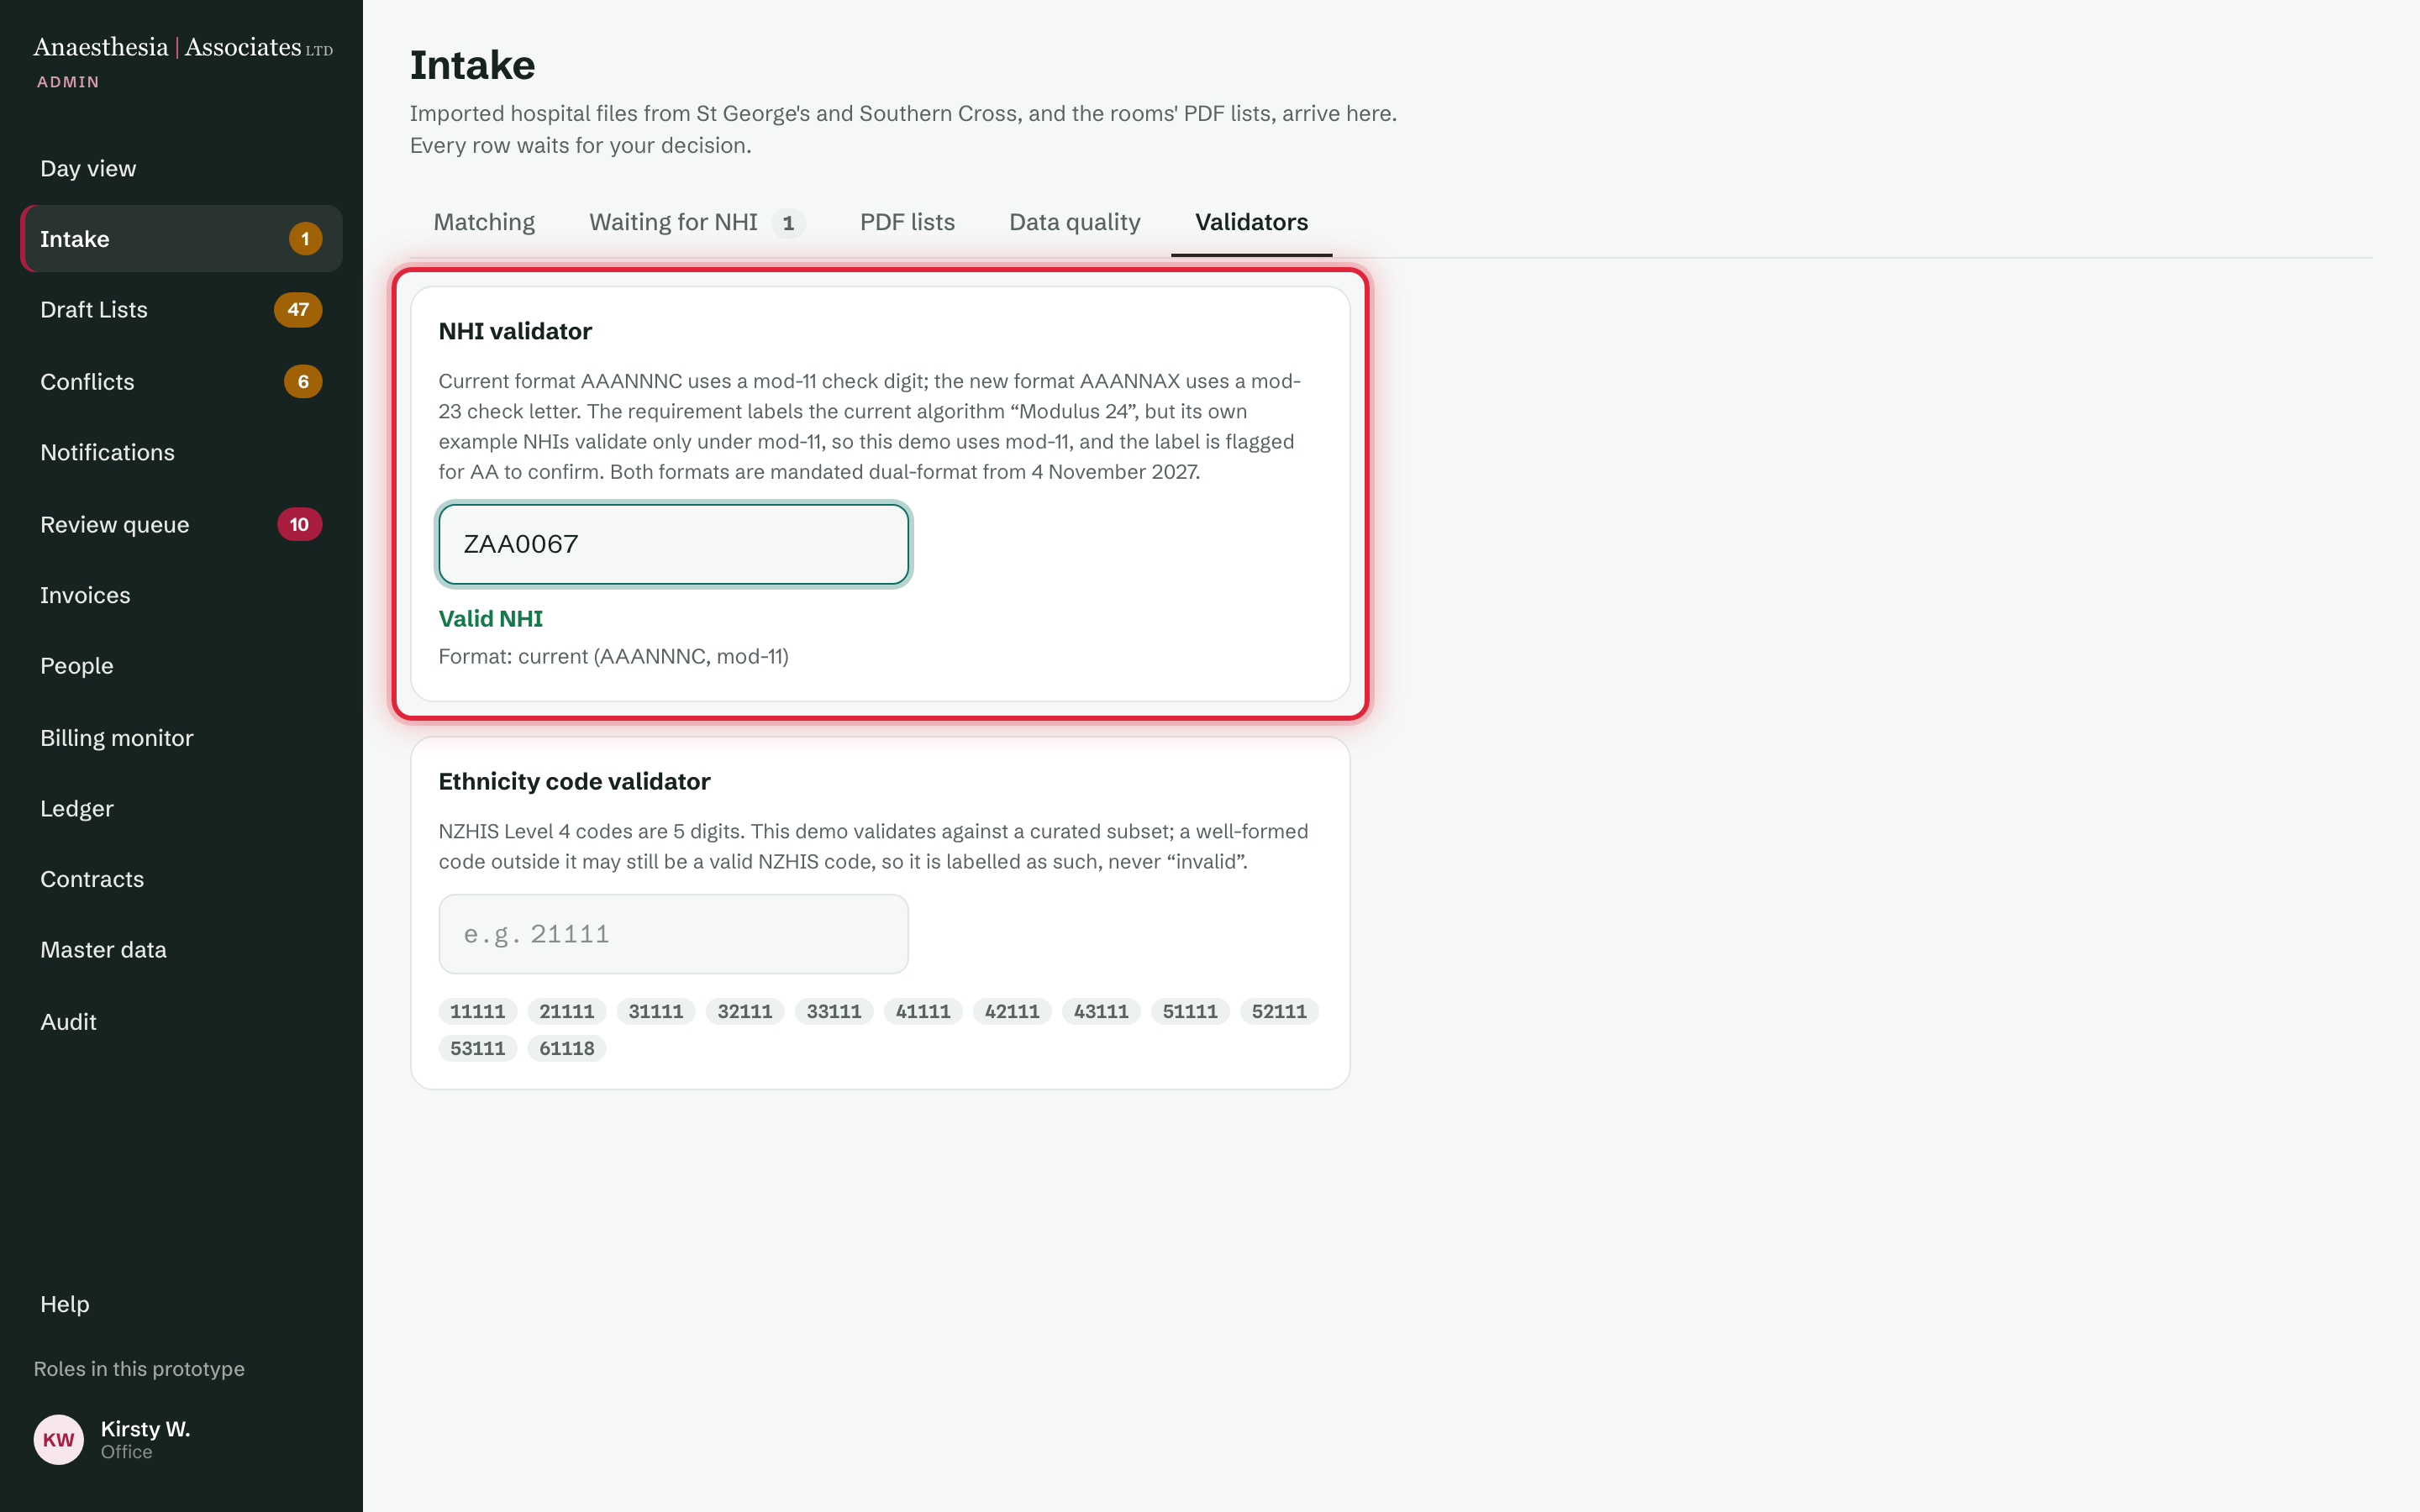 Anaesthesia | Associates LTD
ADMIN
Day view
Intake 1
Draft Lists 47
Conflicts 6
Notifications
Review queue 10
Invoices
People
Billing monitor
Ledger
Contracts
Master data
Audit
Help
Roles in this prototype
KW
Kirsty W.
Office
Intake
Imported hospital files from St George's and Southern Cross, and the rooms' PDF lists, arrive here.
Every row waits for your decision.
Matching Waiting for NHI 1 PDF lists Data quality Validators
NHI validator
Current format AAANNNC uses a mod-11 check digit; the new format AAANNAX uses a mod-
23 check letter. The requirement labels the current algorithm “Modulus 24”, but its own
example NHIs validate only under mod-11, so this demo uses mod-11, and the label is flagged
for AA to confirm. Both formats are mandated dual-format from 4 November 2027.
ZAA0067
Valid NHI
Format: current (AAANNNC, mod-11)
Ethnicity code validator
NZHIS Level 4 codes are 5 digits. This demo validates against a curated subset; a well-formed
code outside it may still be a valid NZHIS code, so it is labelled as such, never “invalid”.
e.g. 21111
11111 21111 31111 32111 33111 41111 42111 43111 51111 52111
53111 61118